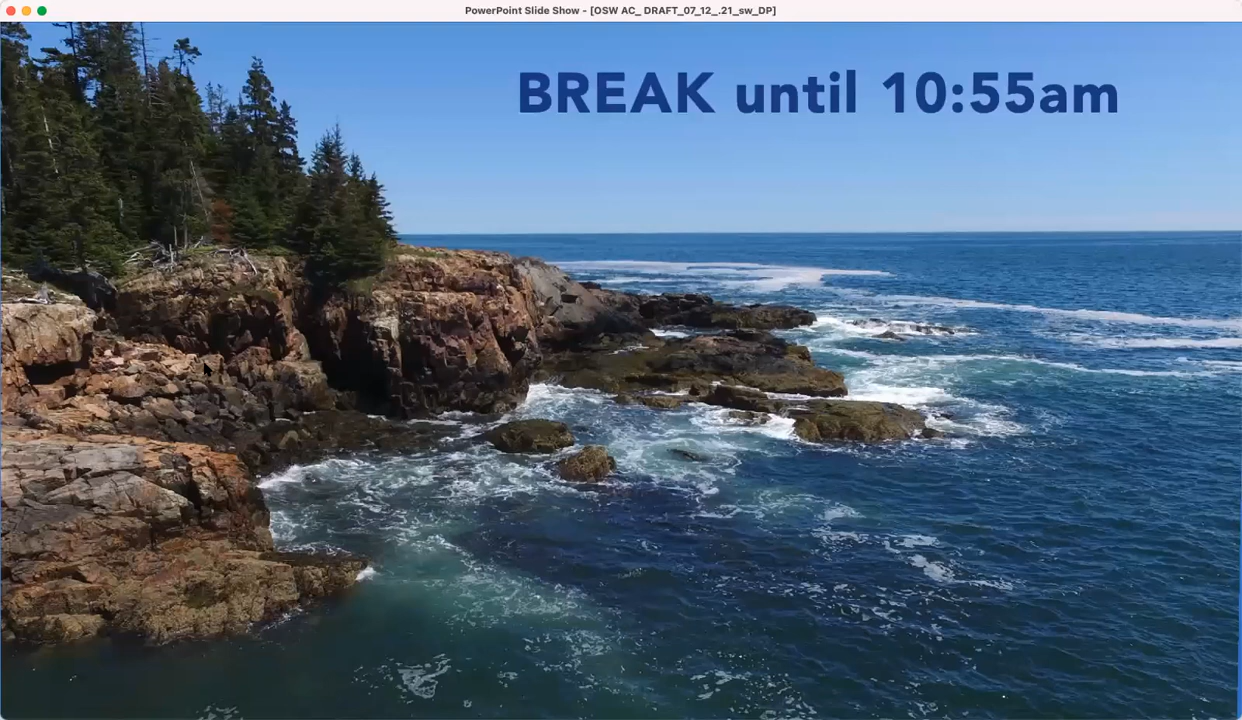 PowerPoint Slide Show - [OSW AC_ DRAFT_07_12_.21_sw_DP]
BREAK until 10:55am